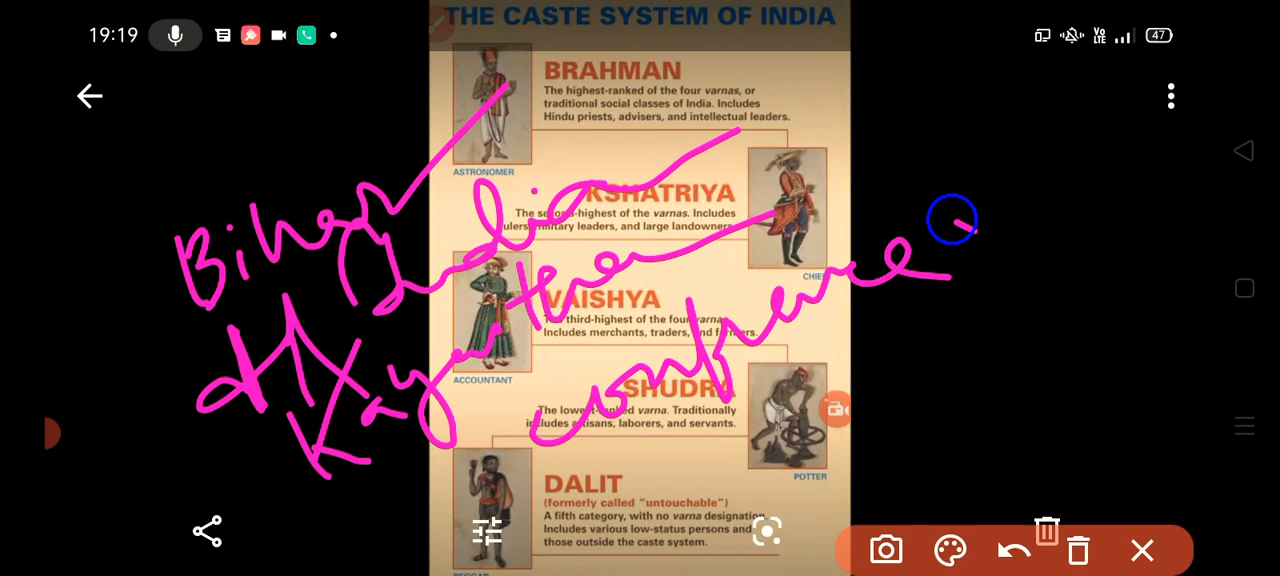 THE CASTE SYSTEM OF INDIA
19:19
47
BRAHMAN
The highest-ranked of the four varnas, or
traditional social classes of India. Includes
Hindu priests, advisers, and intellectual leaders.
ASTRONOMER
KSHATRIYA
The second-highest of the varnas. Includes
rulers, military leaders, and large landowners.
CHIEF
VAISHYA
The third-highest of the four varnas.
Includes merchants, traders, and farmers.
ACCOUNTANT
SHUDRA
The lowest-ranked varna. Traditionally
includes artisans, laborers, and servants.
POTTER
DALIT
(formerly called "untouchable")
A fifth category, with no varna designation.
Includes various low-status persons and
those outside the caste system.
Bihar
India
Kayastha